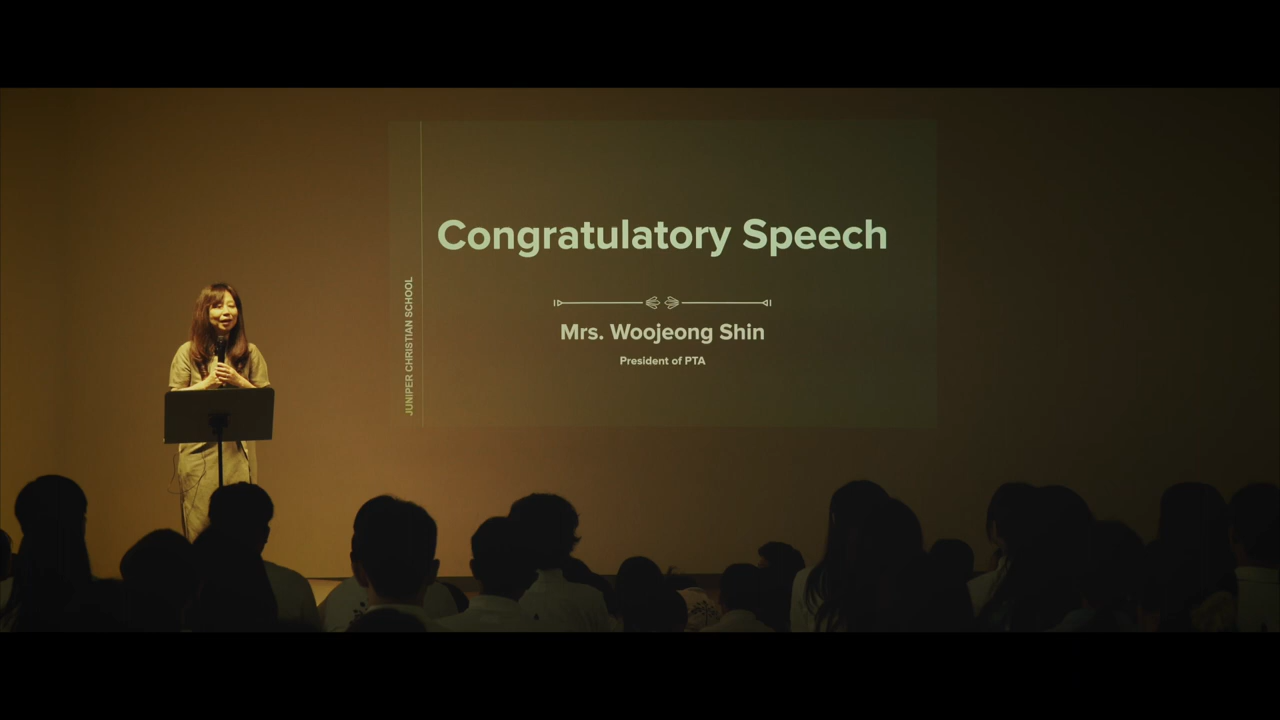 JUNIPER CHRISTIAN SCHOOL
Congratulatory Speech
Mrs. Woojeong Shin
President of PTA